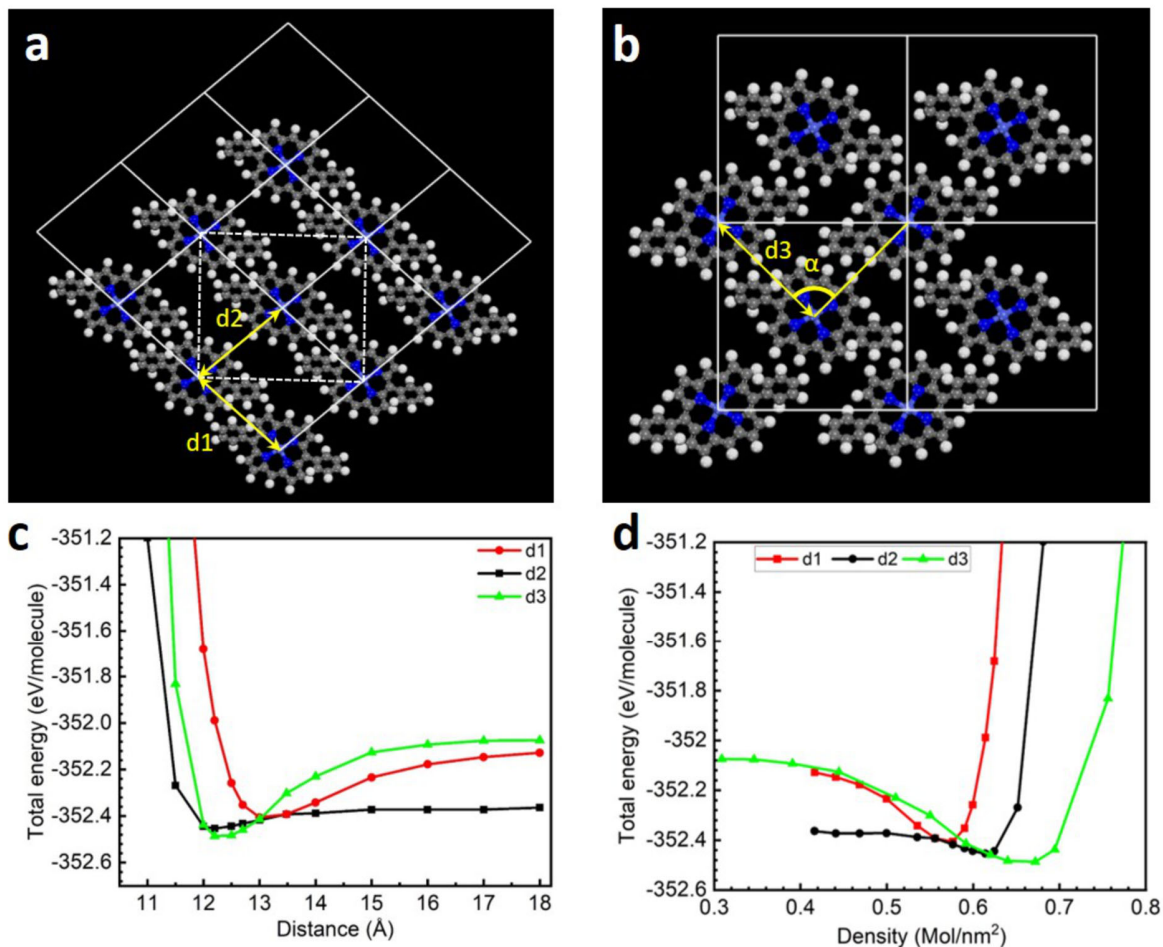 a
d2
d1
b
d3
α
c
-351.2
-351.4
-351.6
-351.8
-352.0
-352.2
-352.4
-352.6
Total energy (eV/molecule)
d1
d2
d3
11 12 13 14 15 16 17 18
Distance (Å)
d
-351.2
-351.4
-351.6
-351.8
-352
-352.2
-352.4
-352.6
Total energy (eV/molecule)
d1 d2 d3
0.3 0.4 0.5 0.6 0.7 0.8
Density (Mol/nm²)